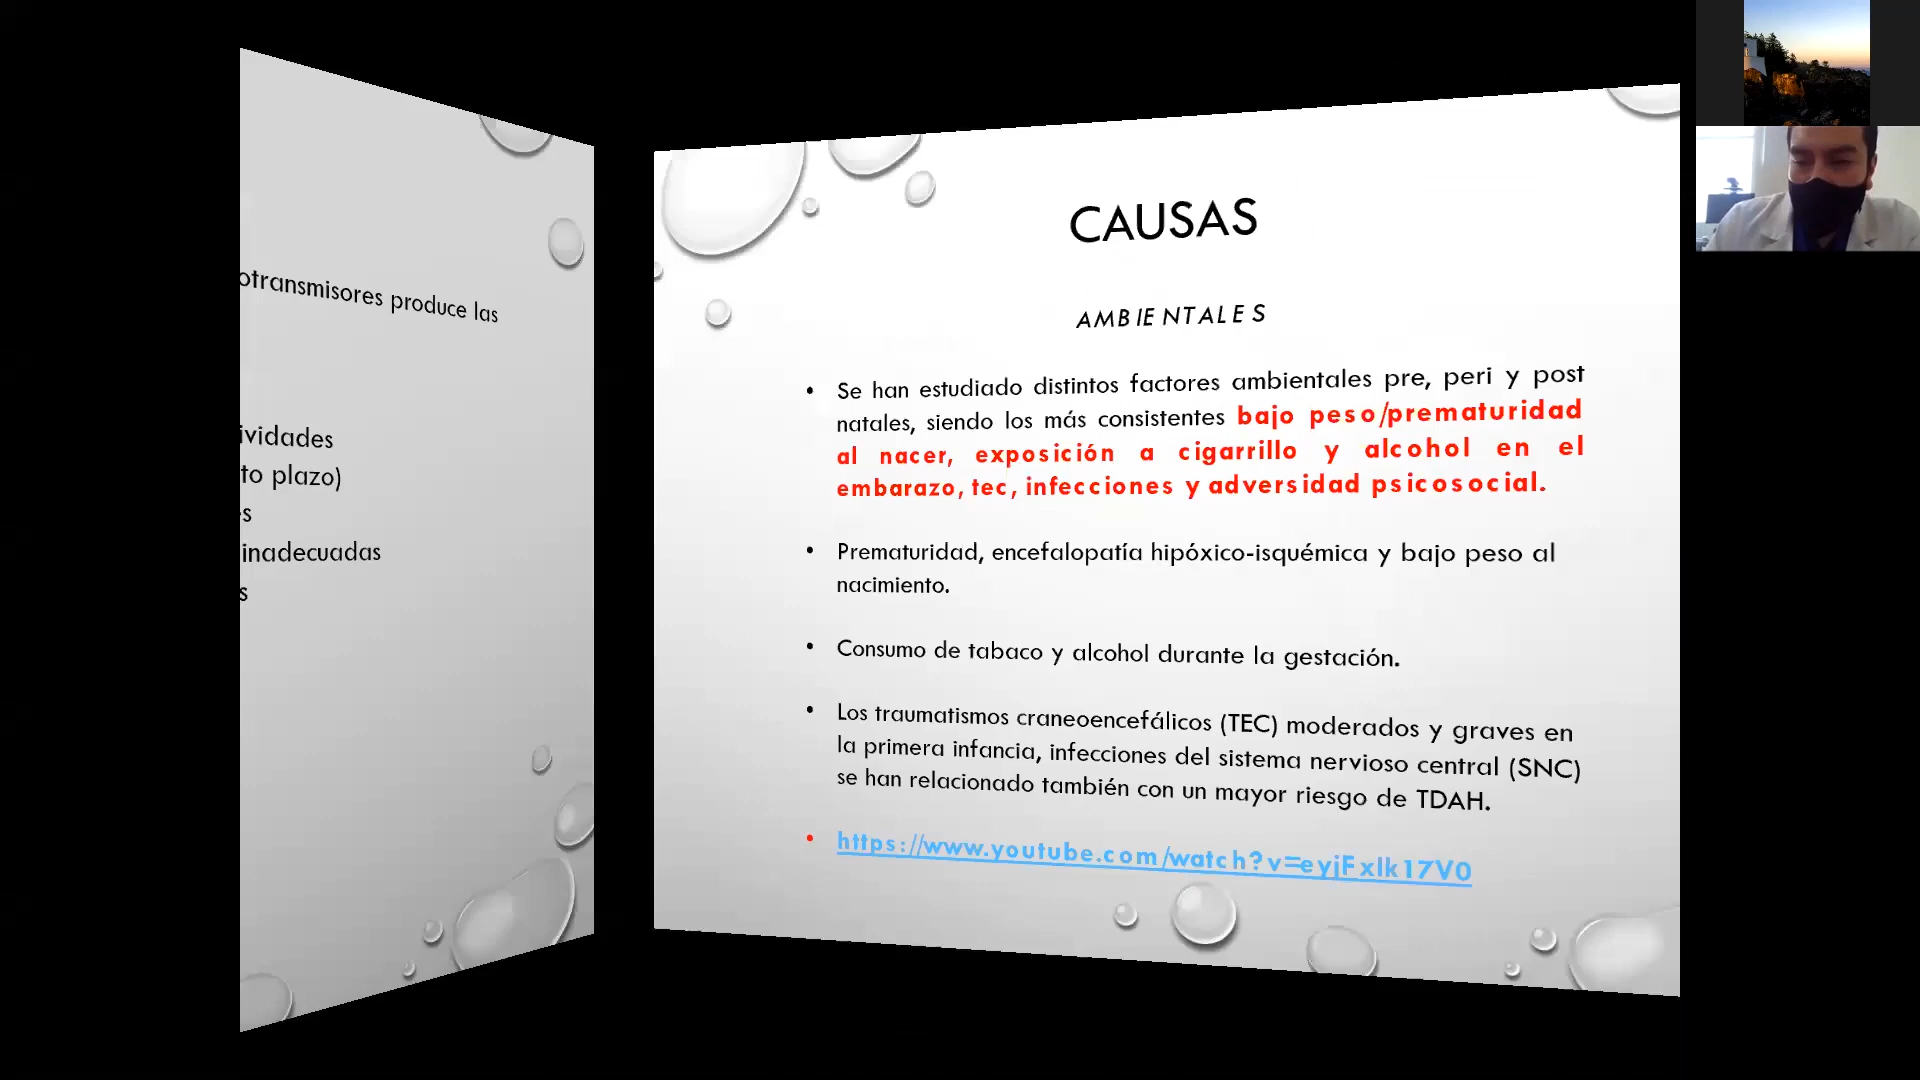 otransmisores produce las
ividades
to plazo)
es
inadecuadas
s
CAUSAS
AMBIENTALES
• Se han estudiado distintos factores ambientales pre, peri y post
natales, siendo los más consistentes bajo peso/prematuridad
al nacer, exposición a cigarrillo y alcohol en el
embarazo, tec, infecciones y adversidad psicosocial.
• Prematuridad, encefalopatía hipóxico-isquémica y bajo peso al
nacimiento.
• Consumo de tabaco y alcohol durante la gestación.
• Los traumatismos craneoencefálicos (TEC) moderados y graves en
la primera infancia, infecciones del sistema nervioso central (SNC)
se han relacionado también con un mayor riesgo de TDAH.
• https://www.youtube.com/watch?v=eyjFxlk17V0